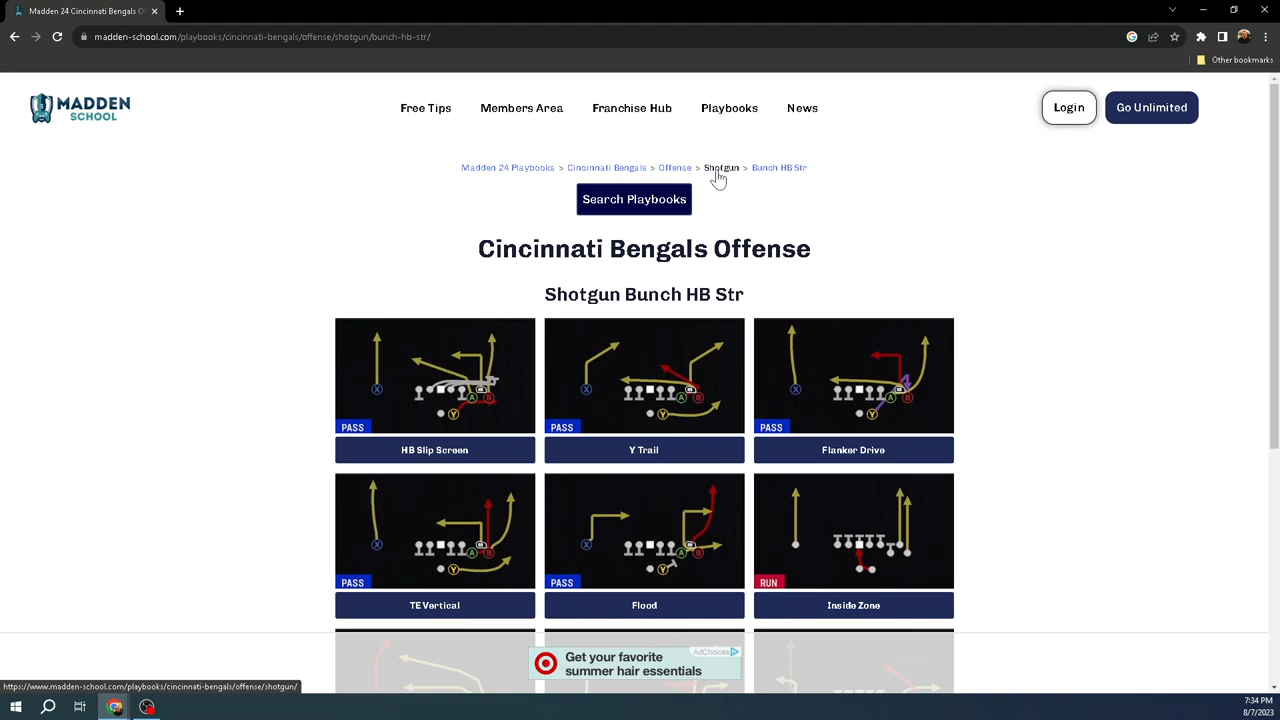 Madden 24 Playbooks Cincinnati Be
madden-school.com/playbooks/cincinnati-bengals/offense/shotgun/bunch-hb-str/
Other bookmarks
MADDEN
SCHOOL
Free Tips
Members Area
Franchise Hub
Playbooks
News
Login
Go Unlimited
Madden 24 Playbooks > Cincinnati Bengals > Offense > Shotgun > Bunch HB Str
Search Playbooks
Cincinnati Bengals Offense
Shotgun Bunch HB Str
X
A
B
Y
PASS
X
A
B
Y
PASS
X
A
B
Y
PASS
HB Slip Screen
Y Trail
Flanker Drive
X
A
B
Y
PASS
X
A
B
Y
PASS
RUN
TE Vertical
Flood
Inside Zone
AdChoices
Get your favorite
summer hair essentials
https://www.madden-school.com/playbooks/cincinnati-bengals/offense/shotgun/
7:34 PM
8/7/2023